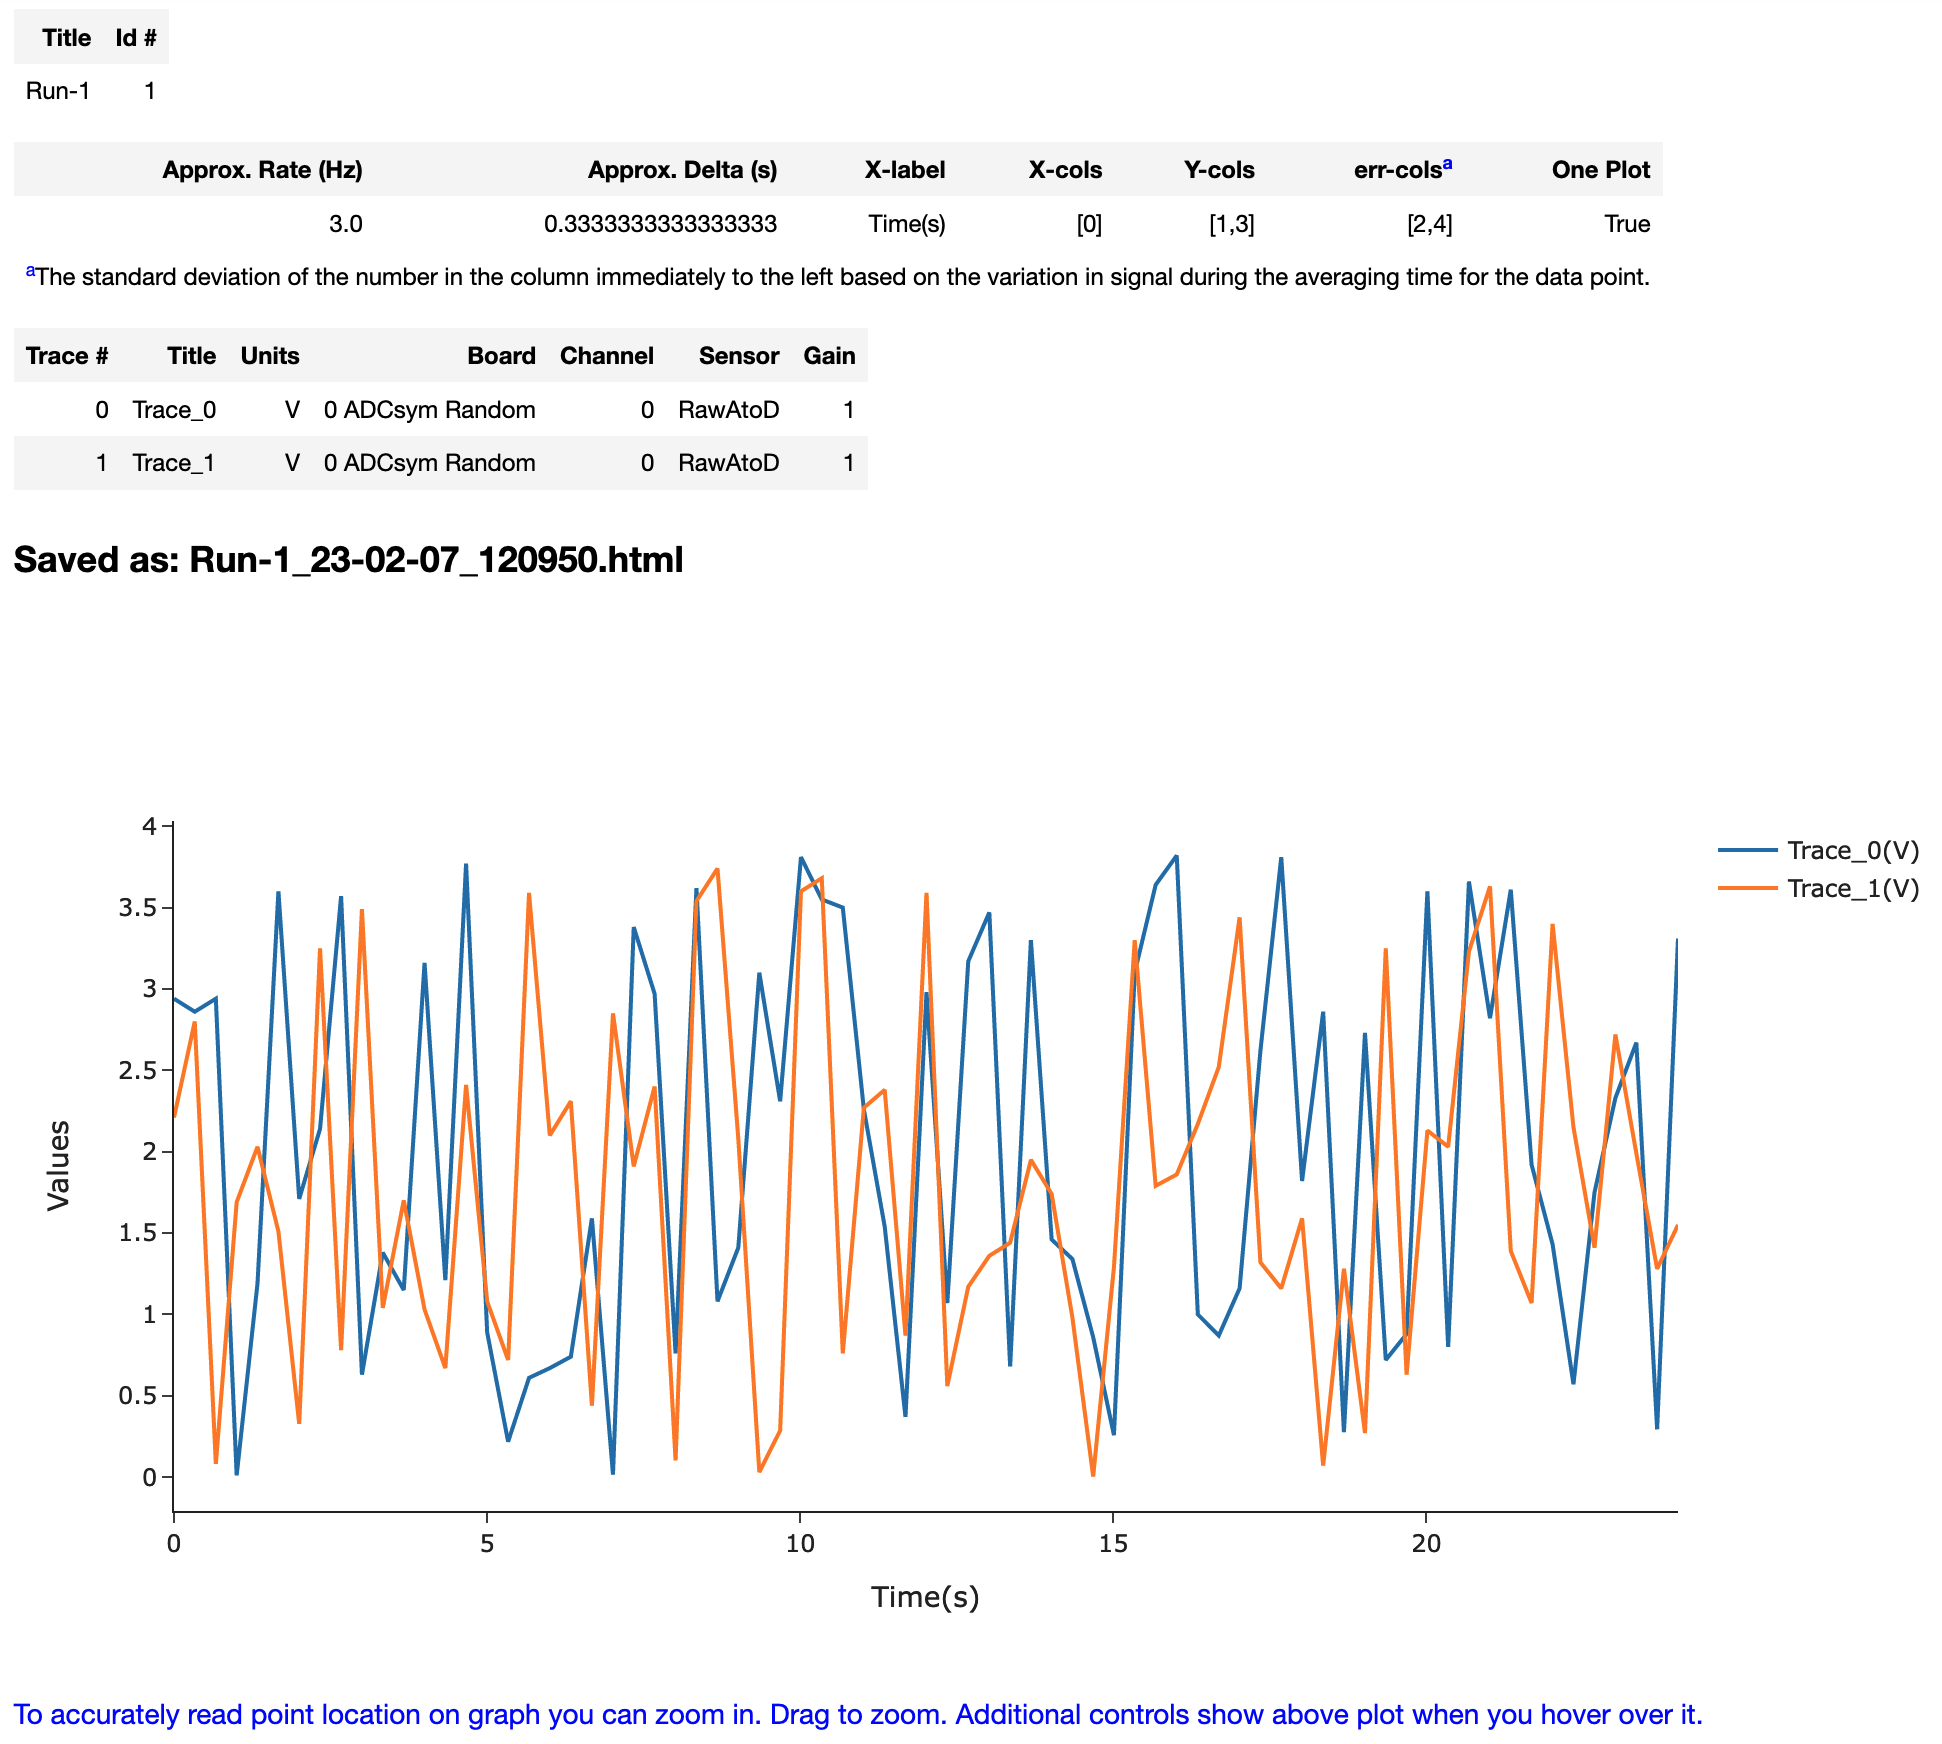 Title Id #
Run-1 1
Approx. Rate (Hz) Approx. Delta (s) X-label X-cols Y-cols err-colsa One Plot
3.0 0.3333333333333333 Time(s) [0] [1,3] [2,4] True
aThe standard deviation of the number in the column immediately to the left based on the variation in signal during the averaging time for the data point.
Trace # Title Units Board Channel Sensor Gain
0 Trace_0 V 0 ADCsym Random 0 RawAtoD 1
1 Trace_1 V 0 ADCsym Random 0 RawAtoD 1
Saved as: Run-1_23-02-07_120950.html
4
3.5
3
2.5
2
1.5
1
0.5
0
Values
0 5 10 15 20
Time(s)
Trace_0(V)
Trace_1(V)
To accurately read point location on graph you can zoom in. Drag to zoom. Additional controls show above plot when you hover over it.